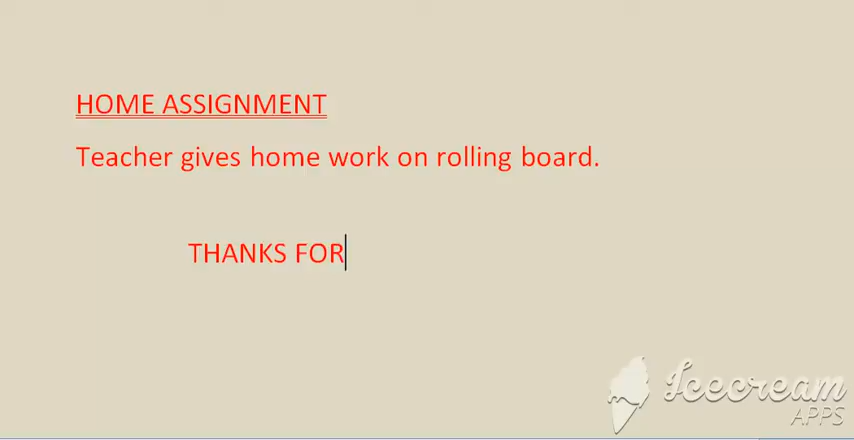 HOME ASSIGNMENT
Teacher gives home work on rolling board.
THANKS FOR
Icecream
APPS